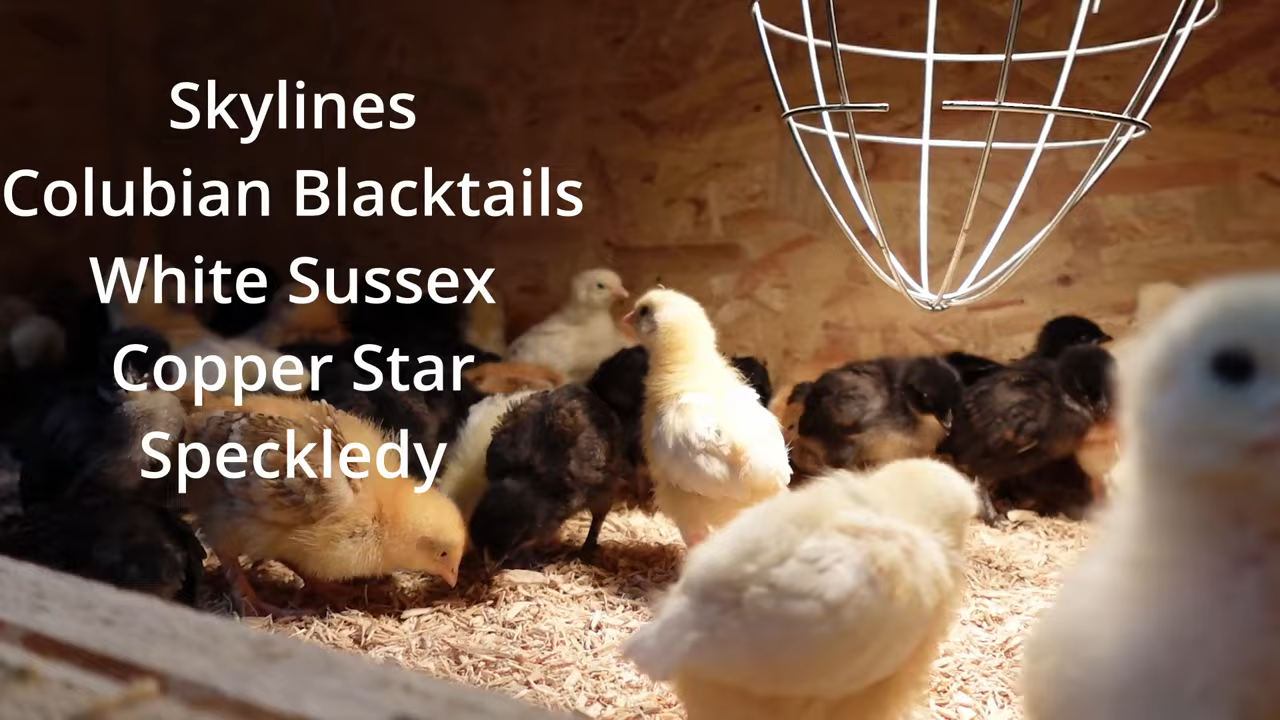 Skylines
Colubian Blacktails
White Sussex
Copper Star
Speckledy